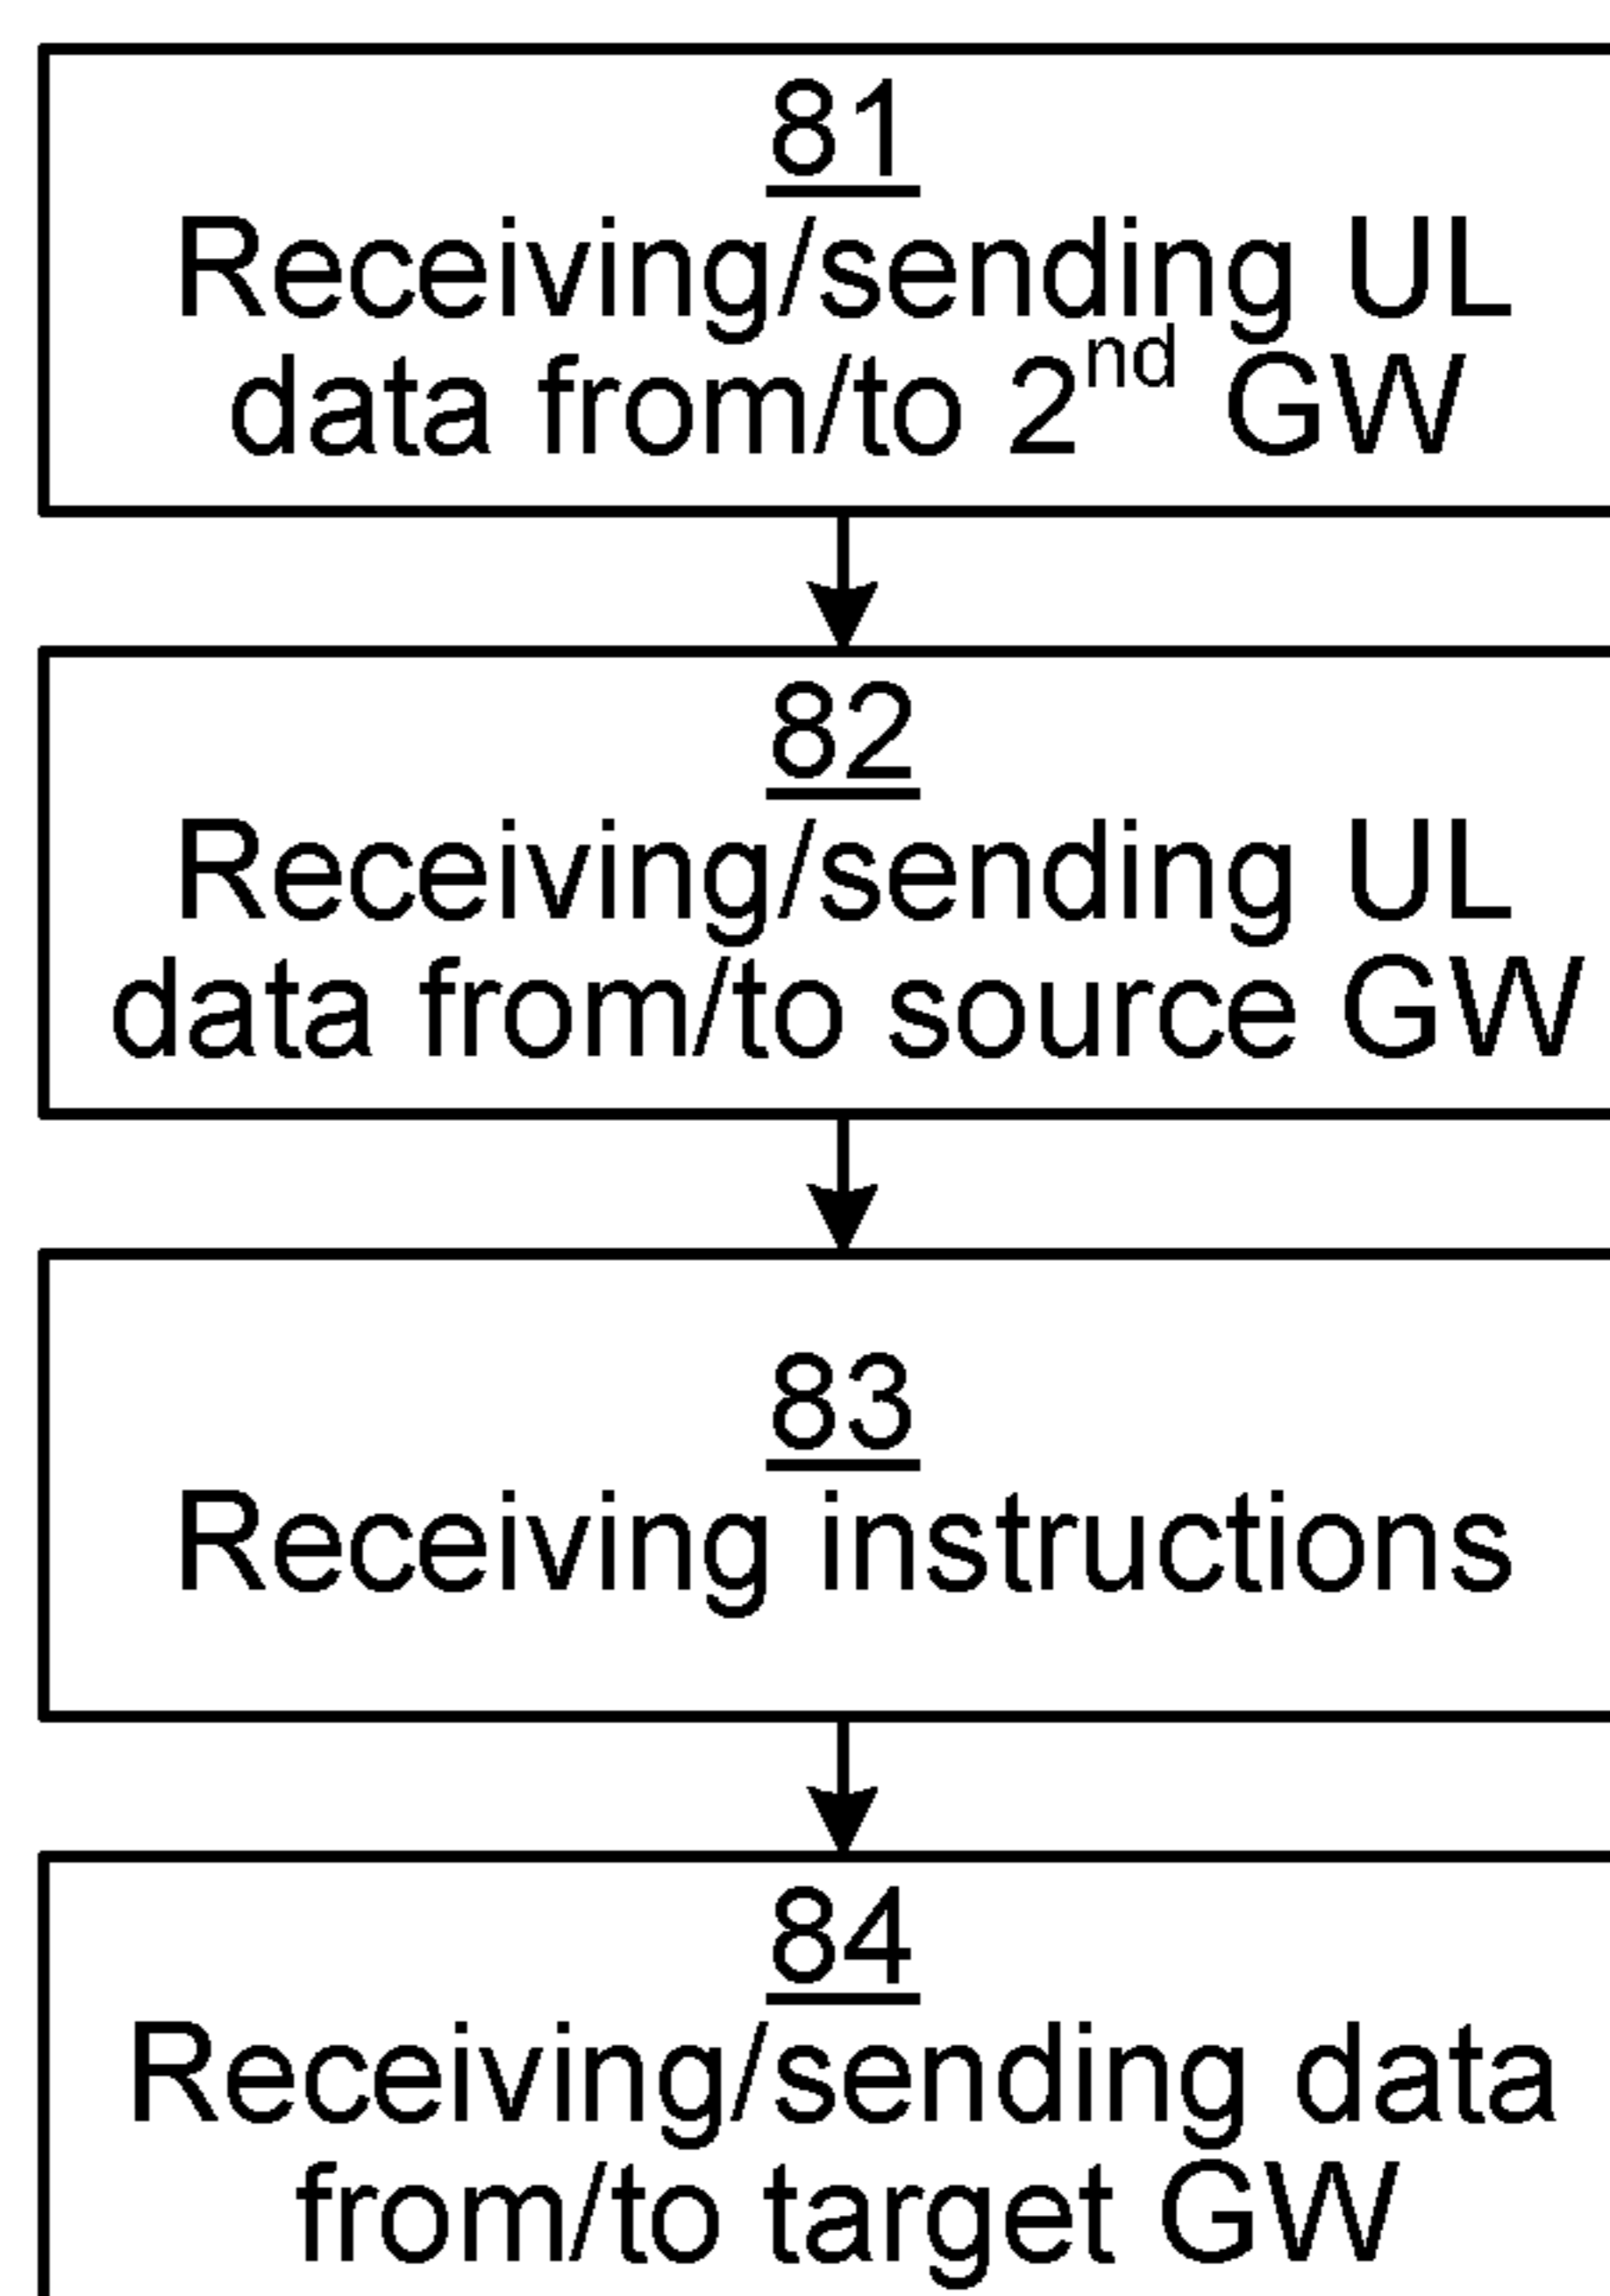 81
Receiving/sending UL
data from/to 2nd GW
82
Receiving/sending UL
data from/to source GW
83
Receiving instructions
84
Receiving/sending data
from/to target GW